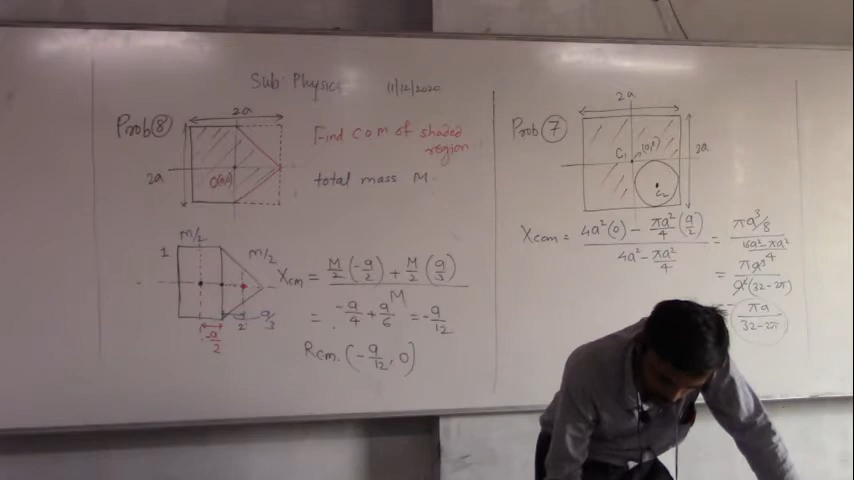 Sub: Physics 11/12/2020
Prob 8
2a
2a
O(0,0)
Find COM of shaded
region
total mass M.
M/2
M/2
1
2
-a/2
a/3
Xcm = (M/2 (-a/2) + M/2 (a/3)) / M
= -a/4 + a/6 = -a/12
Rcm. (-a/12, 0)
Prob 7
2a
2a
C1
(0,0)
C2
Xcom = (4a²(0) - πa²/4 (a/2)) / (4a² - πa²/4) = (πa³/8) / ((16a² - πa²)/4)
= πa³ / (a²(32-2π))
= πa / (32-2π)